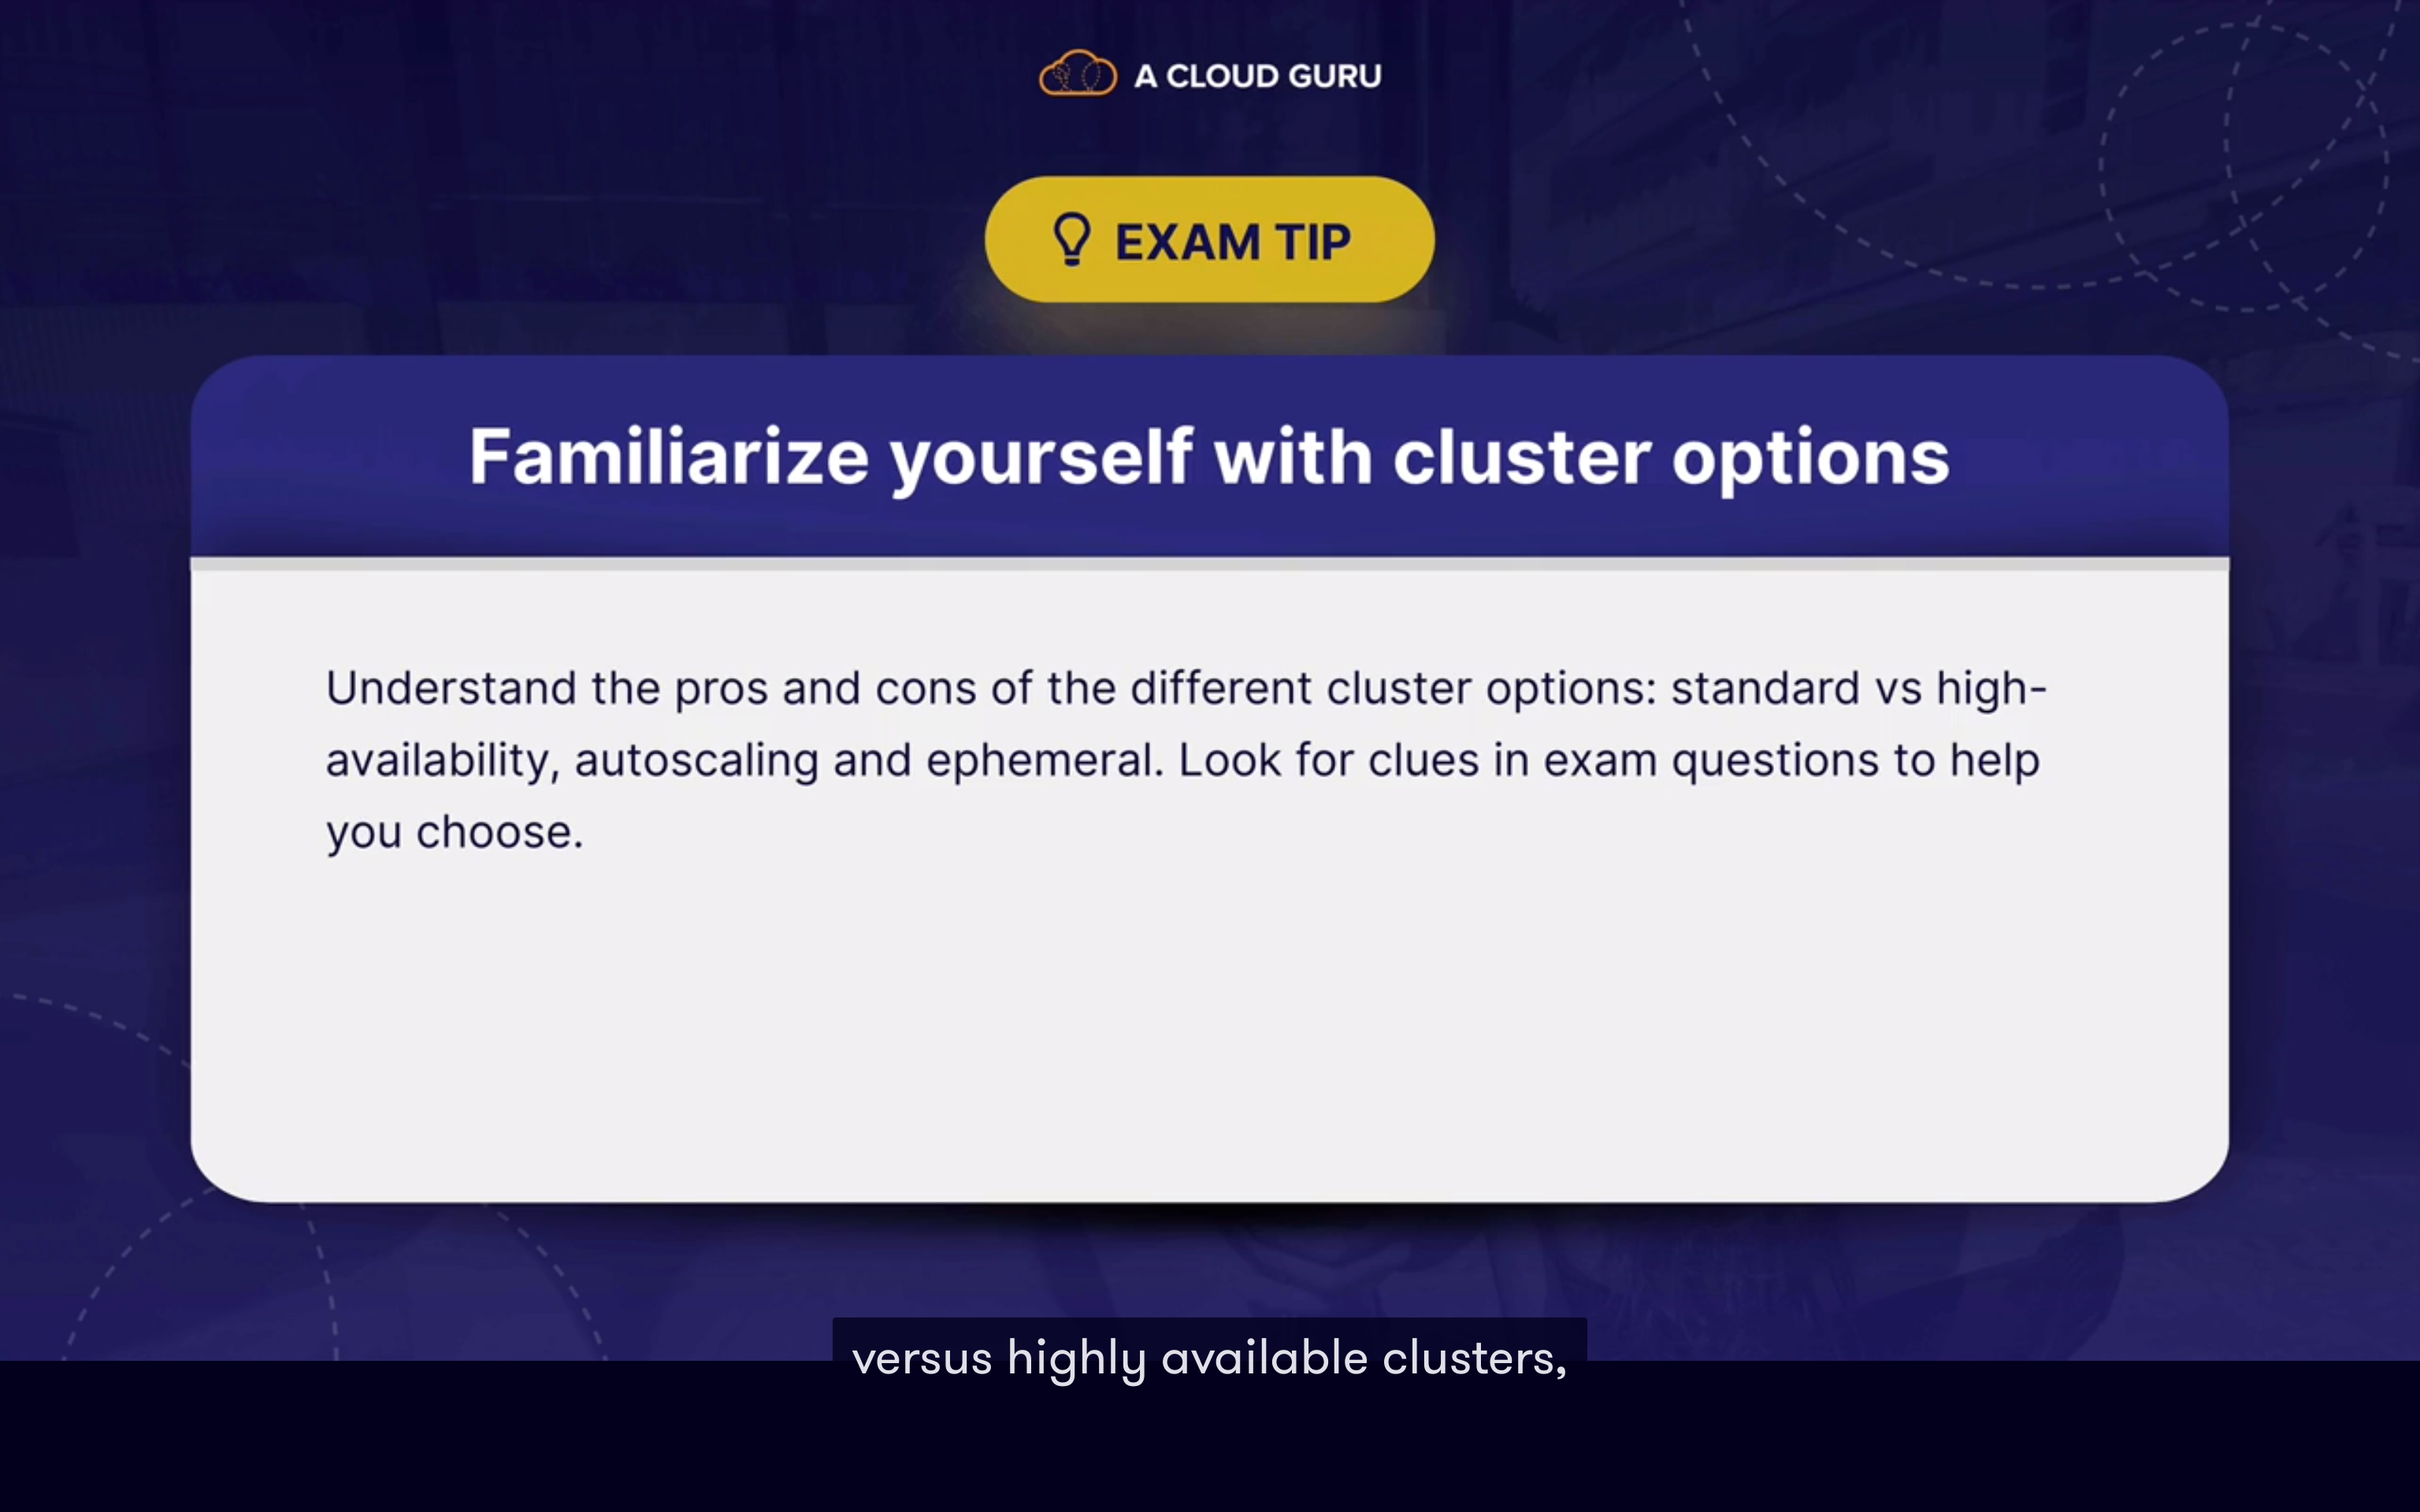 A CLOUD GURU
EXAM TIP
Familiarize yourself with cluster options
Understand the pros and cons of the different cluster options: standard vs high-
availability, autoscaling and ephemeral. Look for clues in exam questions to help
you choose.
versus highly available clusters,